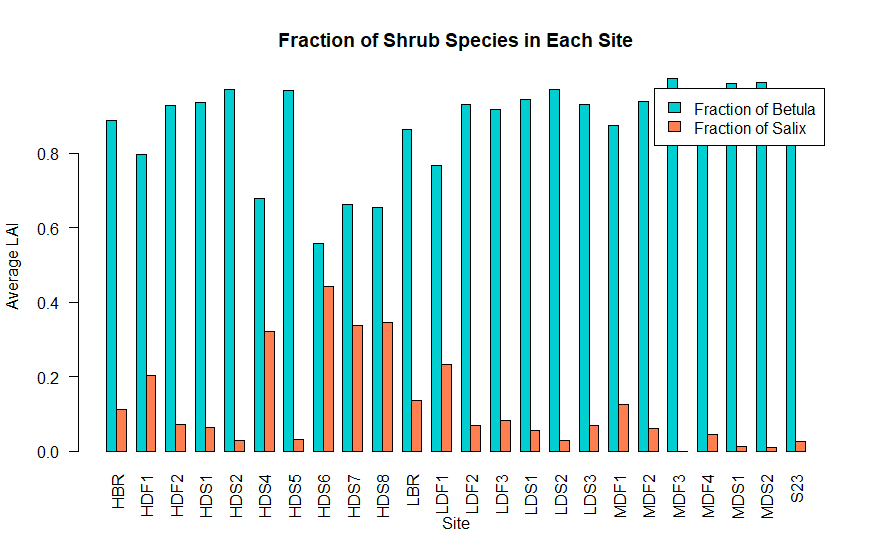 Fraction of Shrub Species in Each Site
Fraction of Betula
Fraction of Salix
Average LAI
0.8
0.6
0.4
0.2
0.0
HBR HDF1 HDF2 HDS1 HDS2 HDS4 HDS5 HDS6 HDS7 HDS8 LBR LDF1 LDF2 LDF3 LDS1 LDS2 LDS3 MDF1 MDF2 MDF3 MDF4 MDS1 MDS2 S23
Site